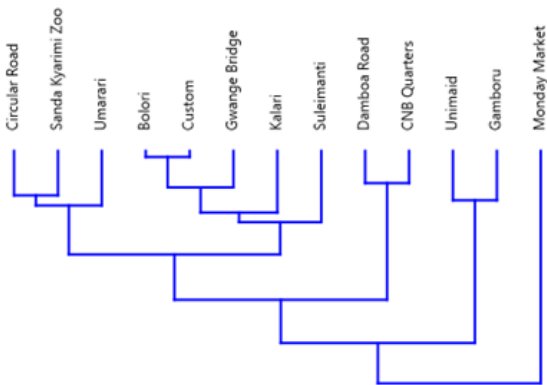 Circular Road
Sanda Kyarimi Zoo
Umarari
Bolori
Custom
Gwange Bridge
Kalari
Suleimanti
Damboa Road
CNB Quarters
Unimaid
Gamboru
Monday Market